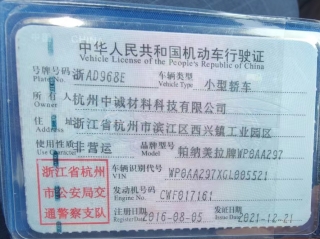 中华人民共和国机动车行驶证
Vehicle License of the People's Republic of China
号牌号码 浙AD968E 车辆类型 小型轿车
Plate No. Vehicle Type
所有人 杭州中诚材料科技有限公司
Owner
住址 浙江省杭州市滨江区西兴镇工业园区
Address
使用性质 非营运 品牌型号 帕纳美拉牌WP0AA297
Use Character Model
浙江省杭州市公安局交通警察支队
车辆识别代号
VIN
发动机号码 CWF017161
Engine No.
注册日期 2016-08-05 发证日期 2021-12-21
Register Date Issue Date